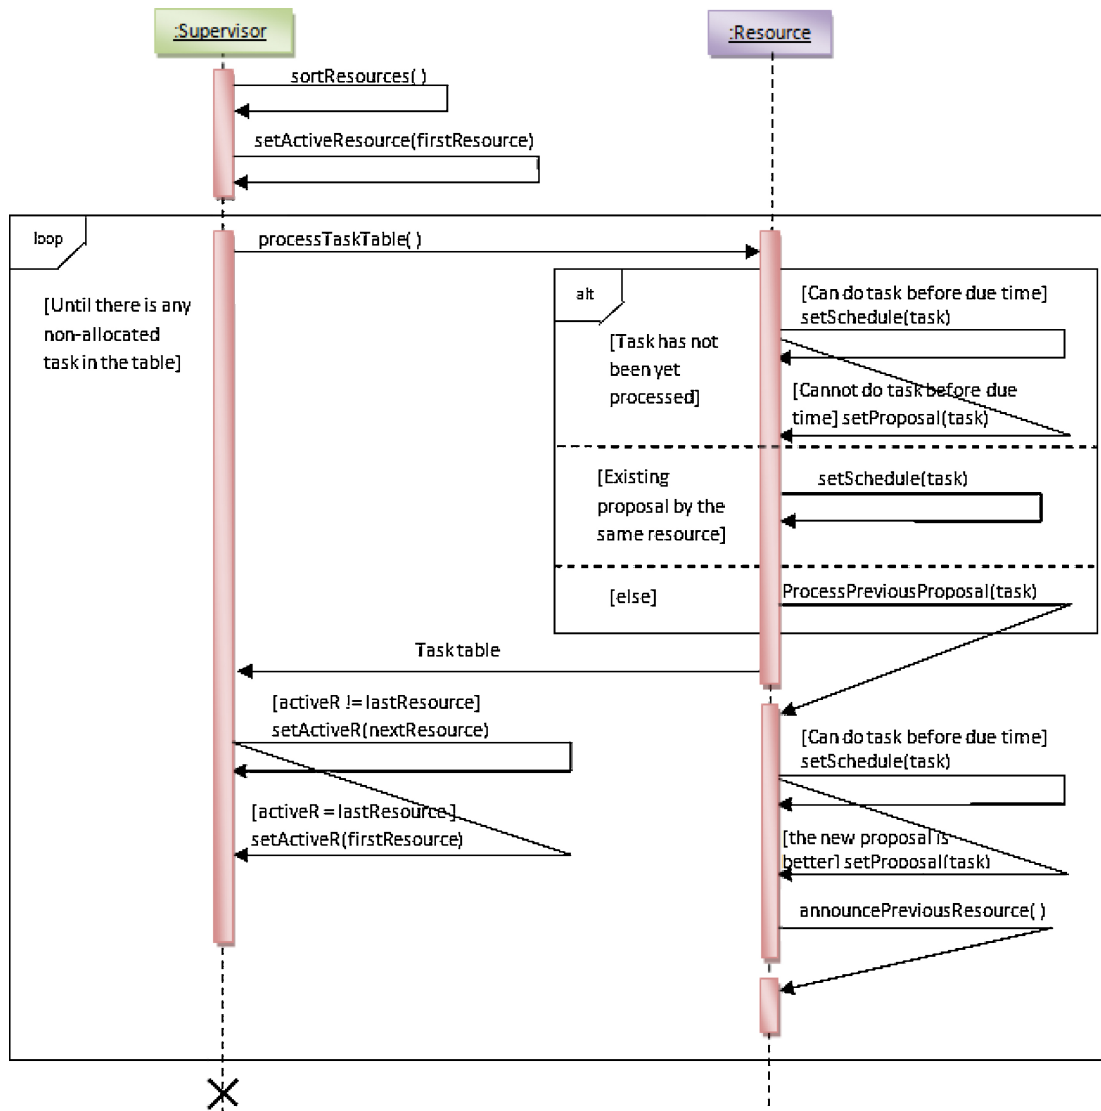 :Supervisor
:Resource
sortResources( )
setActiveResource(firstResource)
loop
processTaskTable( )
[Until there is any
non-allocated
task in the table]
alt
[Can do task before due time]
setSchedule(task)
[Task has not
been yet
processed]
[Cannot do task before due
time] setProposal(task)
[Existing
proposal by the
same resource]
setSchedule(task)
[else]
ProcessPreviousProposal(task)
Task table
[activeR != lastResource]
setActiveR(nextResource)
[Can do task before due time]
setSchedule(task)
[activeR = lastResource ]
setActiveR(firstResource)
[the new proposal is
better] setProposal(task)
announcePreviousResource( )